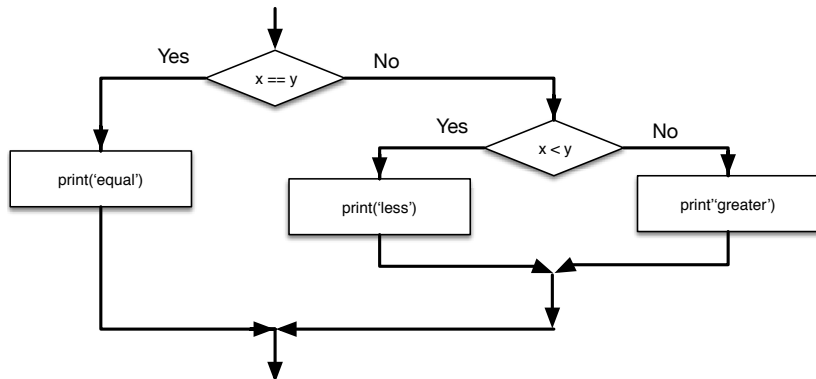 Yes
x == y
No
Yes
x < y
No
print(‘equal’)
print(‘less’)
print’‘greater’)